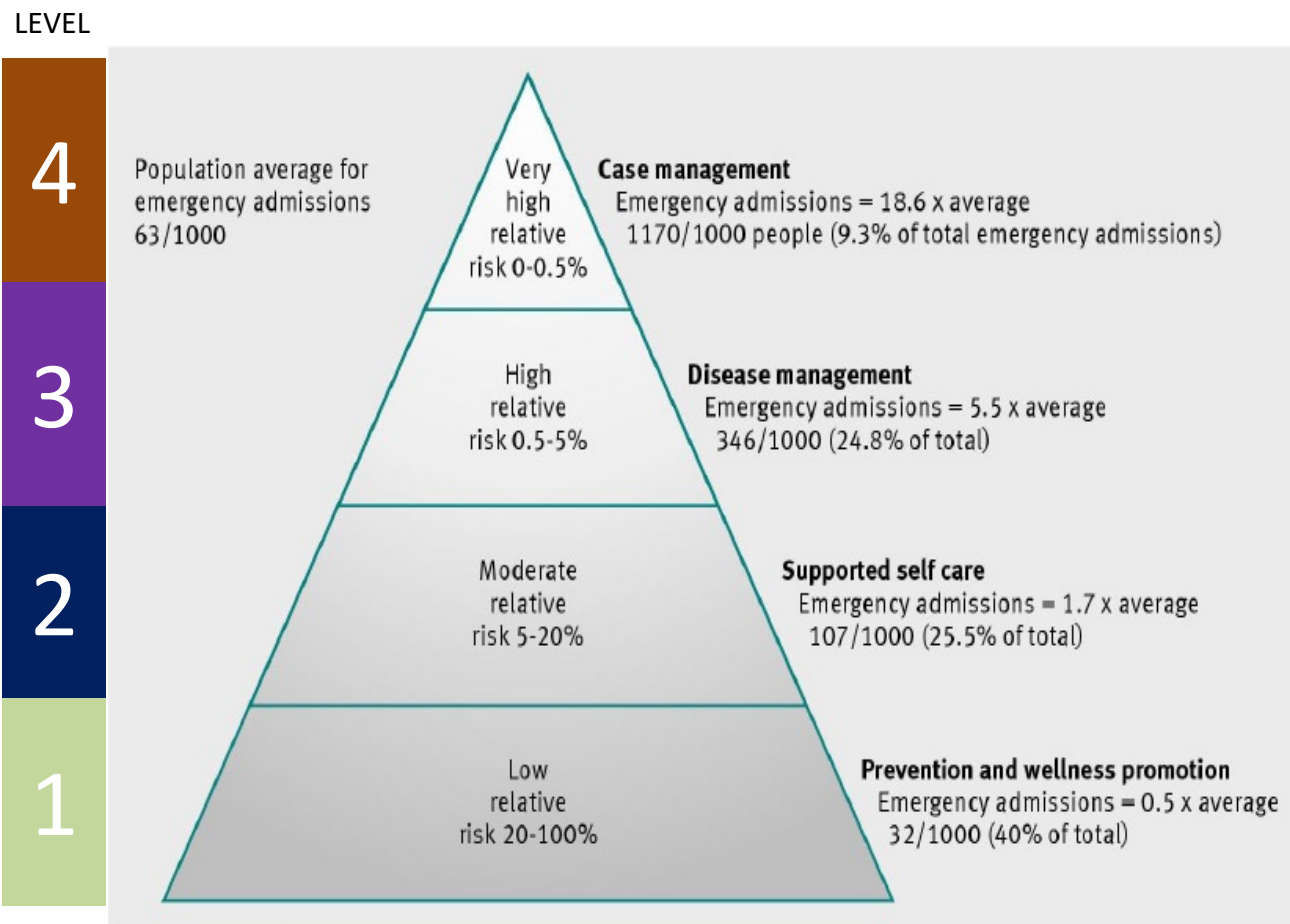 LEVEL
4
Population average for
emergency admissions
63/1000
Very
high
relative
risk 0-0.5%
Case management
Emergency admissions = 18.6 x average
1170/1000 people (9.3% of total emergency admissions)
3
High
relative
risk 0.5-5%
Disease management
Emergency admissions = 5.5 x average
346/1000 (24.8% of total)
2
Moderate
relative
risk 5-20%
Supported self care
Emergency admissions = 1.7 x average
107/1000 (25.5% of total)
1
Low
relative
risk 20-100%
Prevention and wellness promotion
Emergency admissions = 0.5 x average
32/1000 (40% of total)